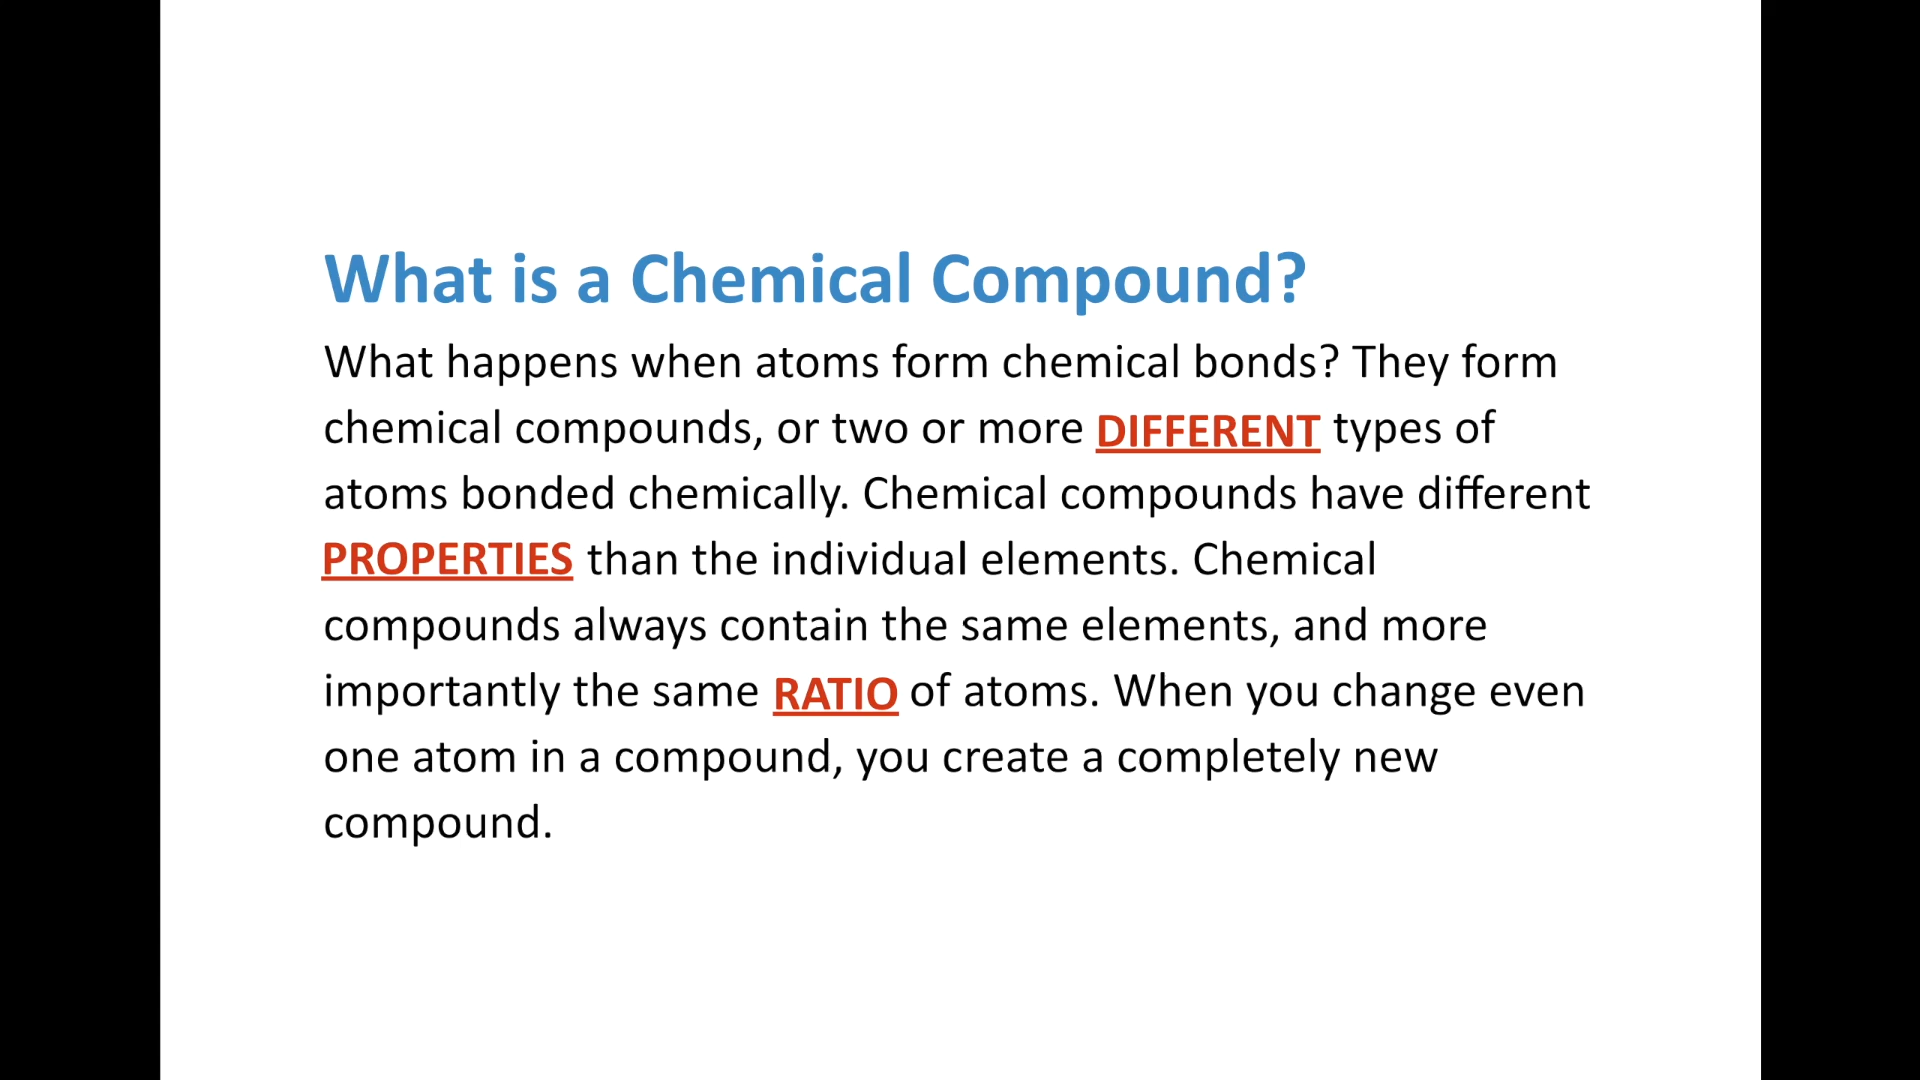 What is a Chemical Compound?
What happens when atoms form chemical bonds? They form
chemical compounds, or two or more DIFFERENT types of
atoms bonded chemically. Chemical compounds have different
PROPERTIES than the individual elements. Chemical
compounds always contain the same elements, and more
importantly the same RATIO of atoms. When you change even
one atom in a compound, you create a completely new
compound.